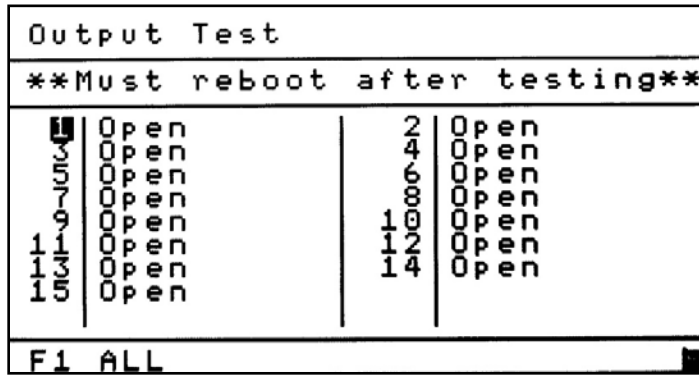 Output Test
**Must reboot after testing**
1 Open 2 Open
3 Open 4 Open
5 Open 6 Open
7 Open 8 Open
9 Open 10 Open
11 Open 12 Open
13 Open 14 Open
15 Open
F1 ALL